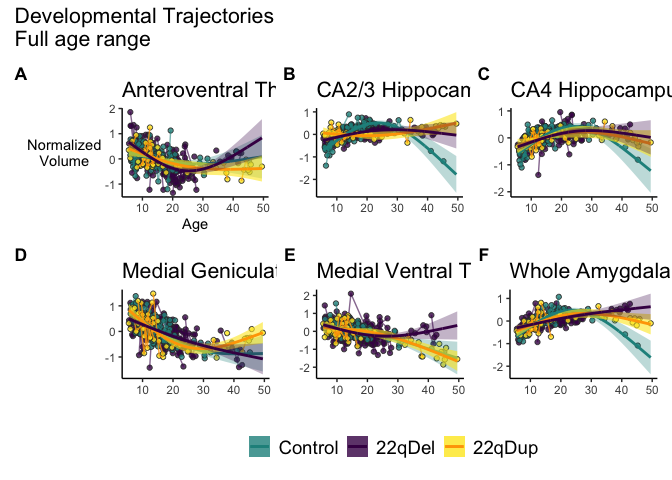 Developmental Trajectories
Full age range
A
Anteroventral Th
B
CA2/3 Hippocan
C
CA4 Hippocampu
Normalized
Volume
2
1
0
-1
10 20 30 40 50
Age
1
0
-1
-2
10 20 30 40 50
1
0
-1
-2
10 20 30 40 50
D
Medial Geniculat
E
Medial Ventral T
F
Whole Amygdala
1
0
-1
10 20 30 40 50
2
1
0
-1
-2
10 20 30 40 50
1
0
-1
-2
10 20 30 40 50
Control 22qDel 22qDup